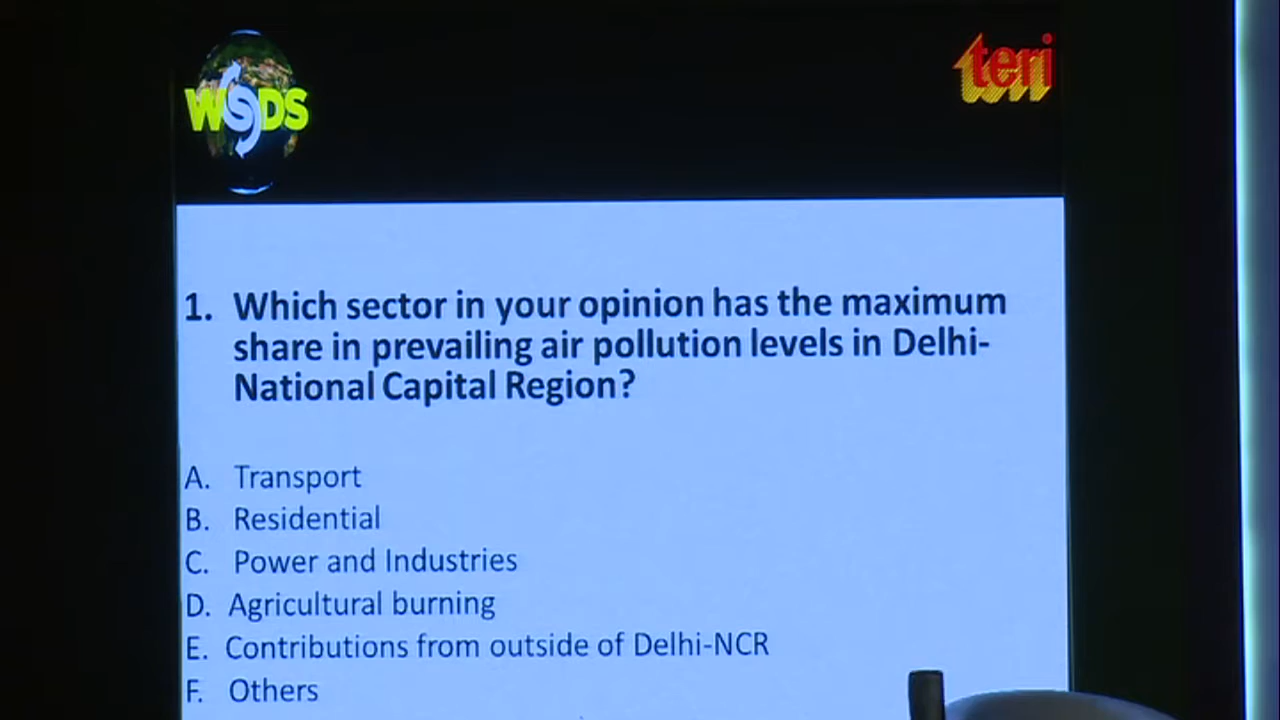 WSDS
teri
1. Which sector in your opinion has the maximum
share in prevailing air pollution levels in Delhi-
National Capital Region?
A. Transport
B. Residential
C. Power and Industries
D. Agricultural burning
E. Contributions from outside of Delhi-NCR
F. Others